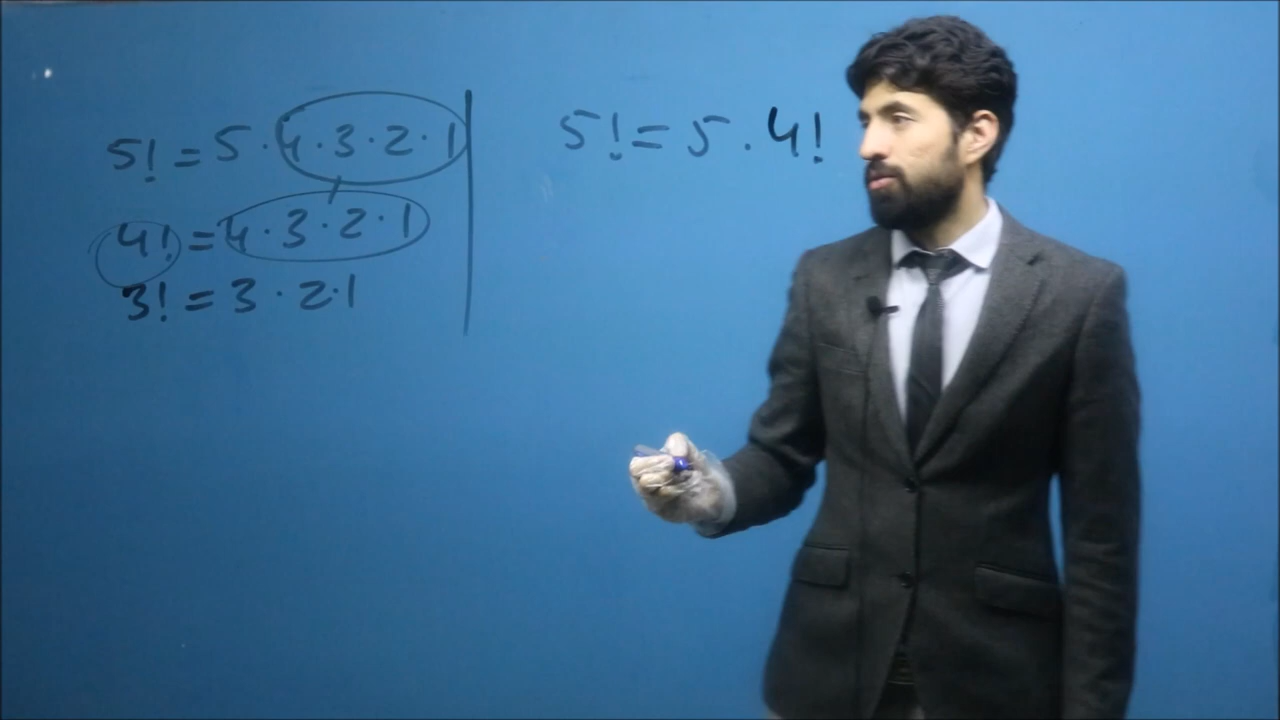 5! = 5 · 4 · 3 · 2 · 1
4! = 4 · 3 · 2 · 1
3! = 3 · 2 · 1
5! = 5 · 4!